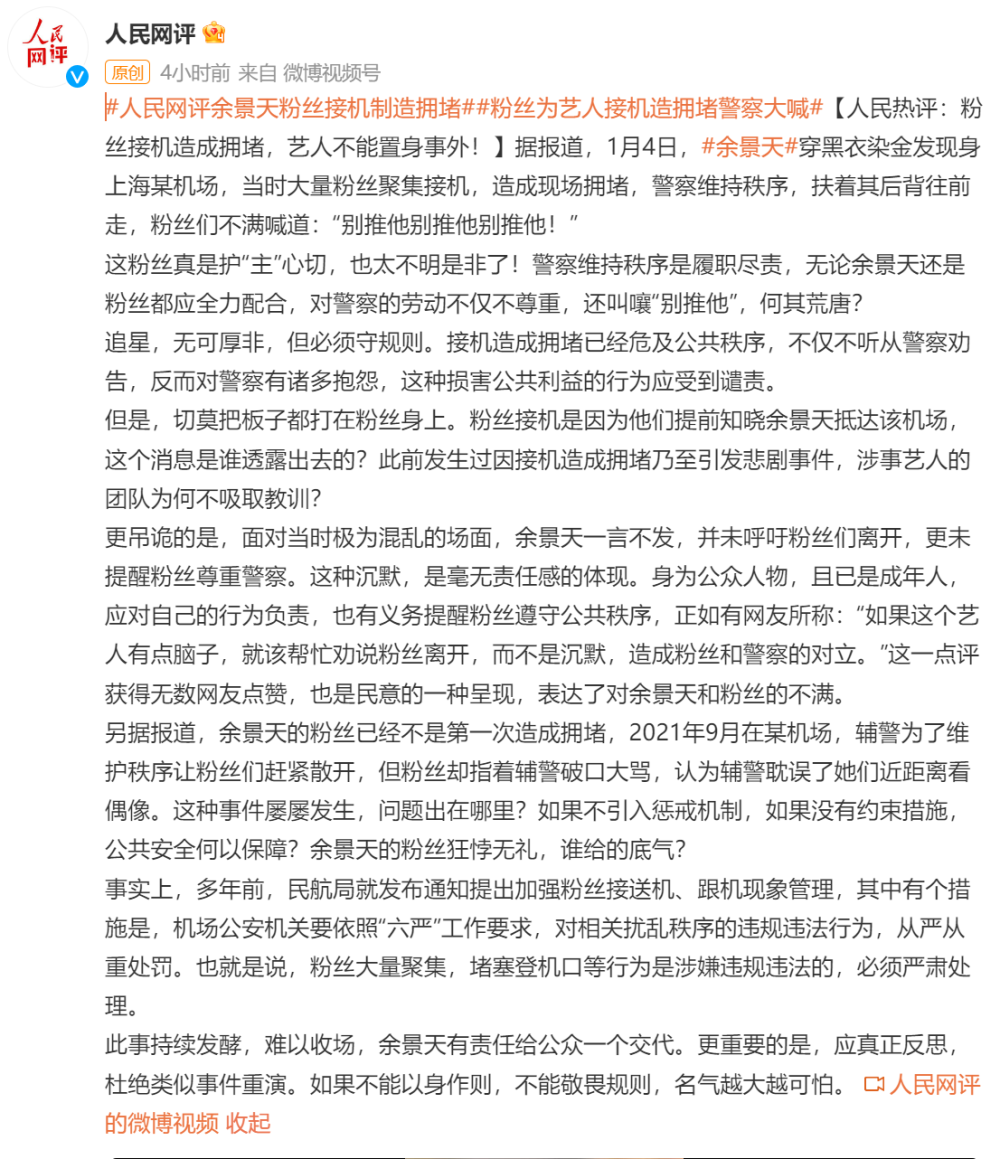 人民
网评
人民网评
原创 4小时前 来自 微博视频号
#人民网评余景天粉丝接机制造拥堵##粉丝为艺人接机造拥堵警察大喊#【人民热评：粉
丝接机造成拥堵，艺人不能置身事外！】据报道，1月4日，#余景天#穿黑衣染金发现身
上海某机场，当时大量粉丝聚集接机，造成现场拥堵，警察维持秩序，扶着其后背往前
走，粉丝们不满喊道：“别推他别推他别推他！”
这粉丝真是护“主”心切，也太不明是非了！警察维持秩序是履职尽责，无论余景天还是
粉丝都应全力配合，对警察的劳动不仅不尊重，还叫嚷“别推他”，何其荒唐？
追星，无可厚非，但必须守规则。接机造成拥堵已经危及公共秩序，不仅不听从警察劝
告，反而对警察有诸多抱怨，这种损害公共利益的行为应受到谴责。
但是，切莫把板子都打在粉丝身上。粉丝接机是因为他们提前知晓余景天抵达该机场，
这个消息是谁透露出去的？此前发生过因接机造成拥堵乃至引发悲剧事件，涉事艺人的
团队为何不吸取教训？
更吊诡的是，面对当时极为混乱的场面，余景天一言不发，并未呼吁粉丝们离开，更未
提醒粉丝尊重警察。这种沉默，是毫无责任感的体现。身为公众人物，且已是成年人，
应对自己的行为负责，也有义务提醒粉丝遵守公共秩序，正如有网友所称：“如果这个艺
人有点脑子，就该帮忙劝说粉丝离开，而不是沉默，造成粉丝和警察的对立。”这一点评
获得无数网友点赞，也是民意的一种呈现，表达了对余景天和粉丝的不满。
另据报道，余景天的粉丝已经不是第一次造成拥堵，2021年9月在某机场，辅警为了维
护秩序让粉丝们赶紧散开，但粉丝却指着辅警破口大骂，认为辅警耽误了她们近距离看
偶像。这种事件屡屡发生，问题出在哪里？如果不引入惩戒机制，如果没有约束措施，
公共安全何以保障？余景天的粉丝狂悖无礼，谁给的底气？
事实上，多年前，民航局就发布通知提出加强粉丝接送机、跟机现象管理，其中有个措
施是，机场公安机关要依照“六严”工作要求，对相关扰乱秩序的违规违法行为，从严从
重处罚。也就是说，粉丝大量聚集，堵塞登机口等行为是涉嫌违规违法的，必须严肃处
理。
此事持续发酵，难以收场，余景天有责任给公众一个交代。更重要的是，应真正反思，
杜绝类似事件重演。如果不能以身作则，不能敬畏规则，名气越大越可怕。 人民网评
的微博视频 收起